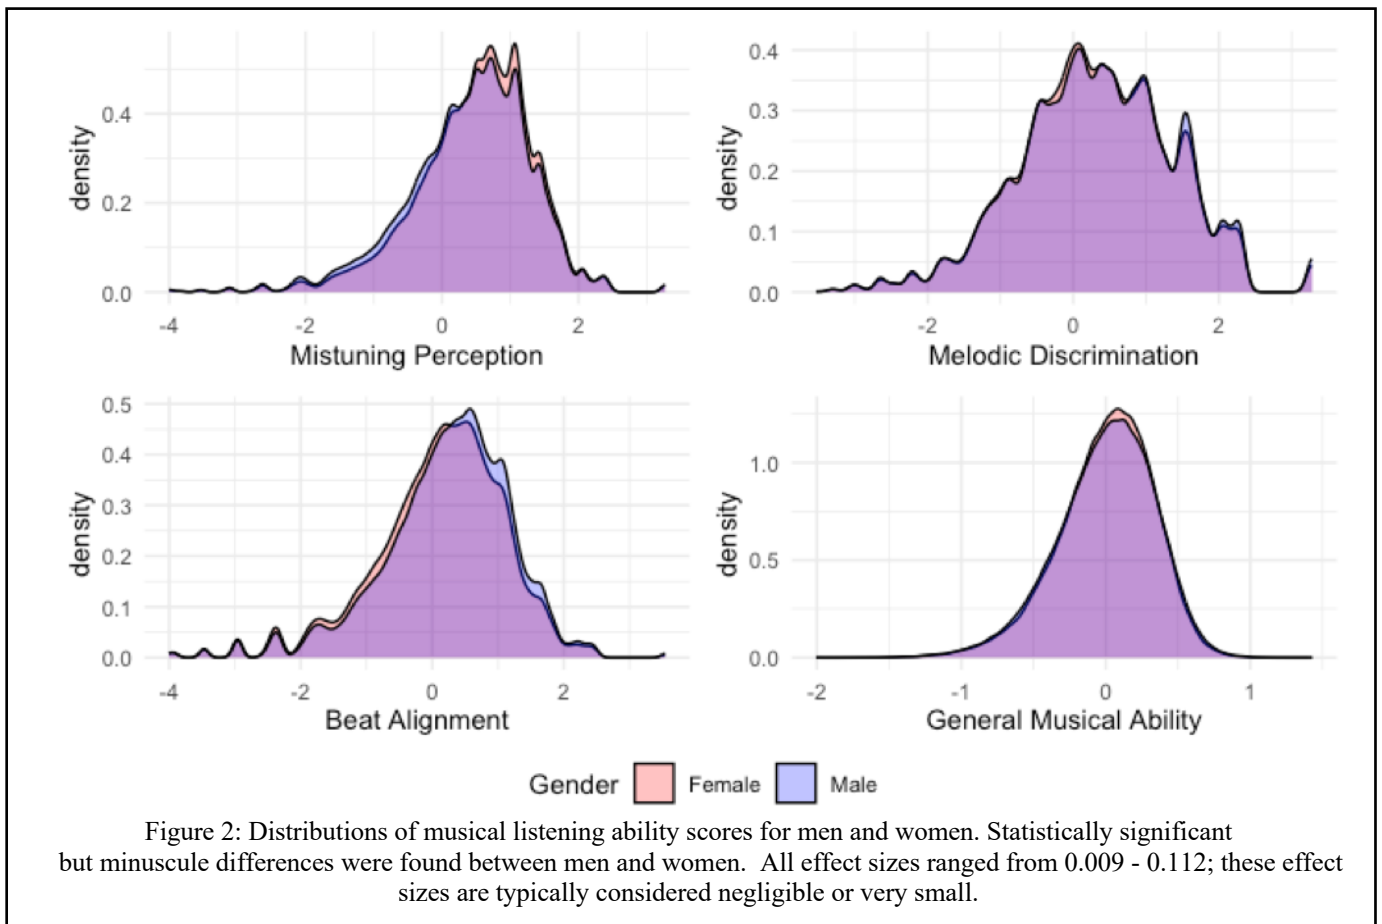 density
0.4
0.2
0.0
-4 -2 0 2
Mistuning Perception
density
0.4
0.3
0.2
0.1
0.0
-2 0 2
Melodic Discrimination
density
0.5
0.4
0.3
0.2
0.1
0.0
-4 -2 0 2
Beat Alignment
density
1.0
0.5
0.0
-2 -1 0 1
General Musical Ability
Gender Female Male
Figure 2: Distributions of musical listening ability scores for men and women. Statistically significant
but minuscule differences were found between men and women. All effect sizes ranged from 0.009 - 0.112; these effect
sizes are typically considered negligible or very small.